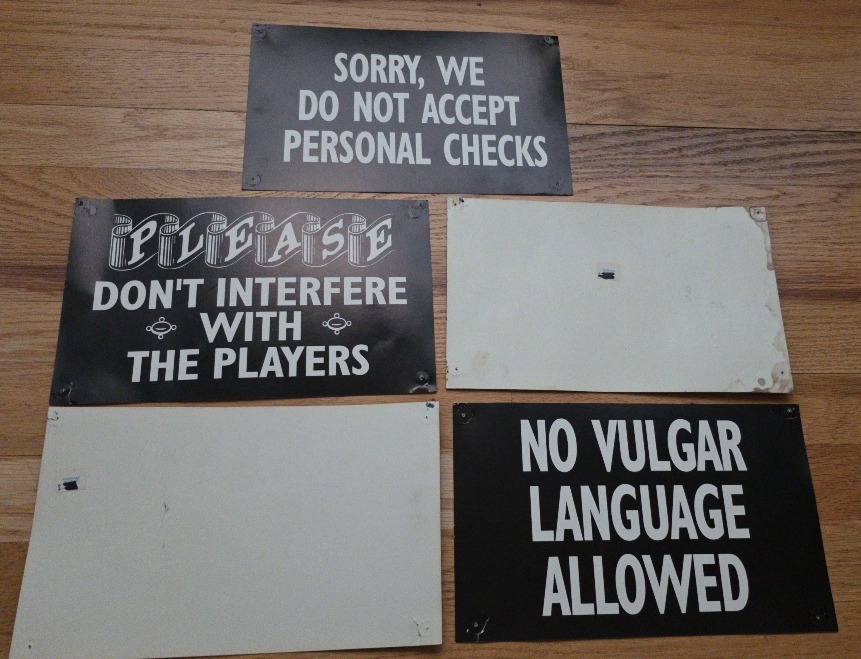 SORRY, WE
DO NOT ACCEPT
PERSONAL CHECKS
PLEASE
DON'T INTERFERE
WITH
THE PLAYERS
NO VULGAR
LANGUAGE
ALLOWED